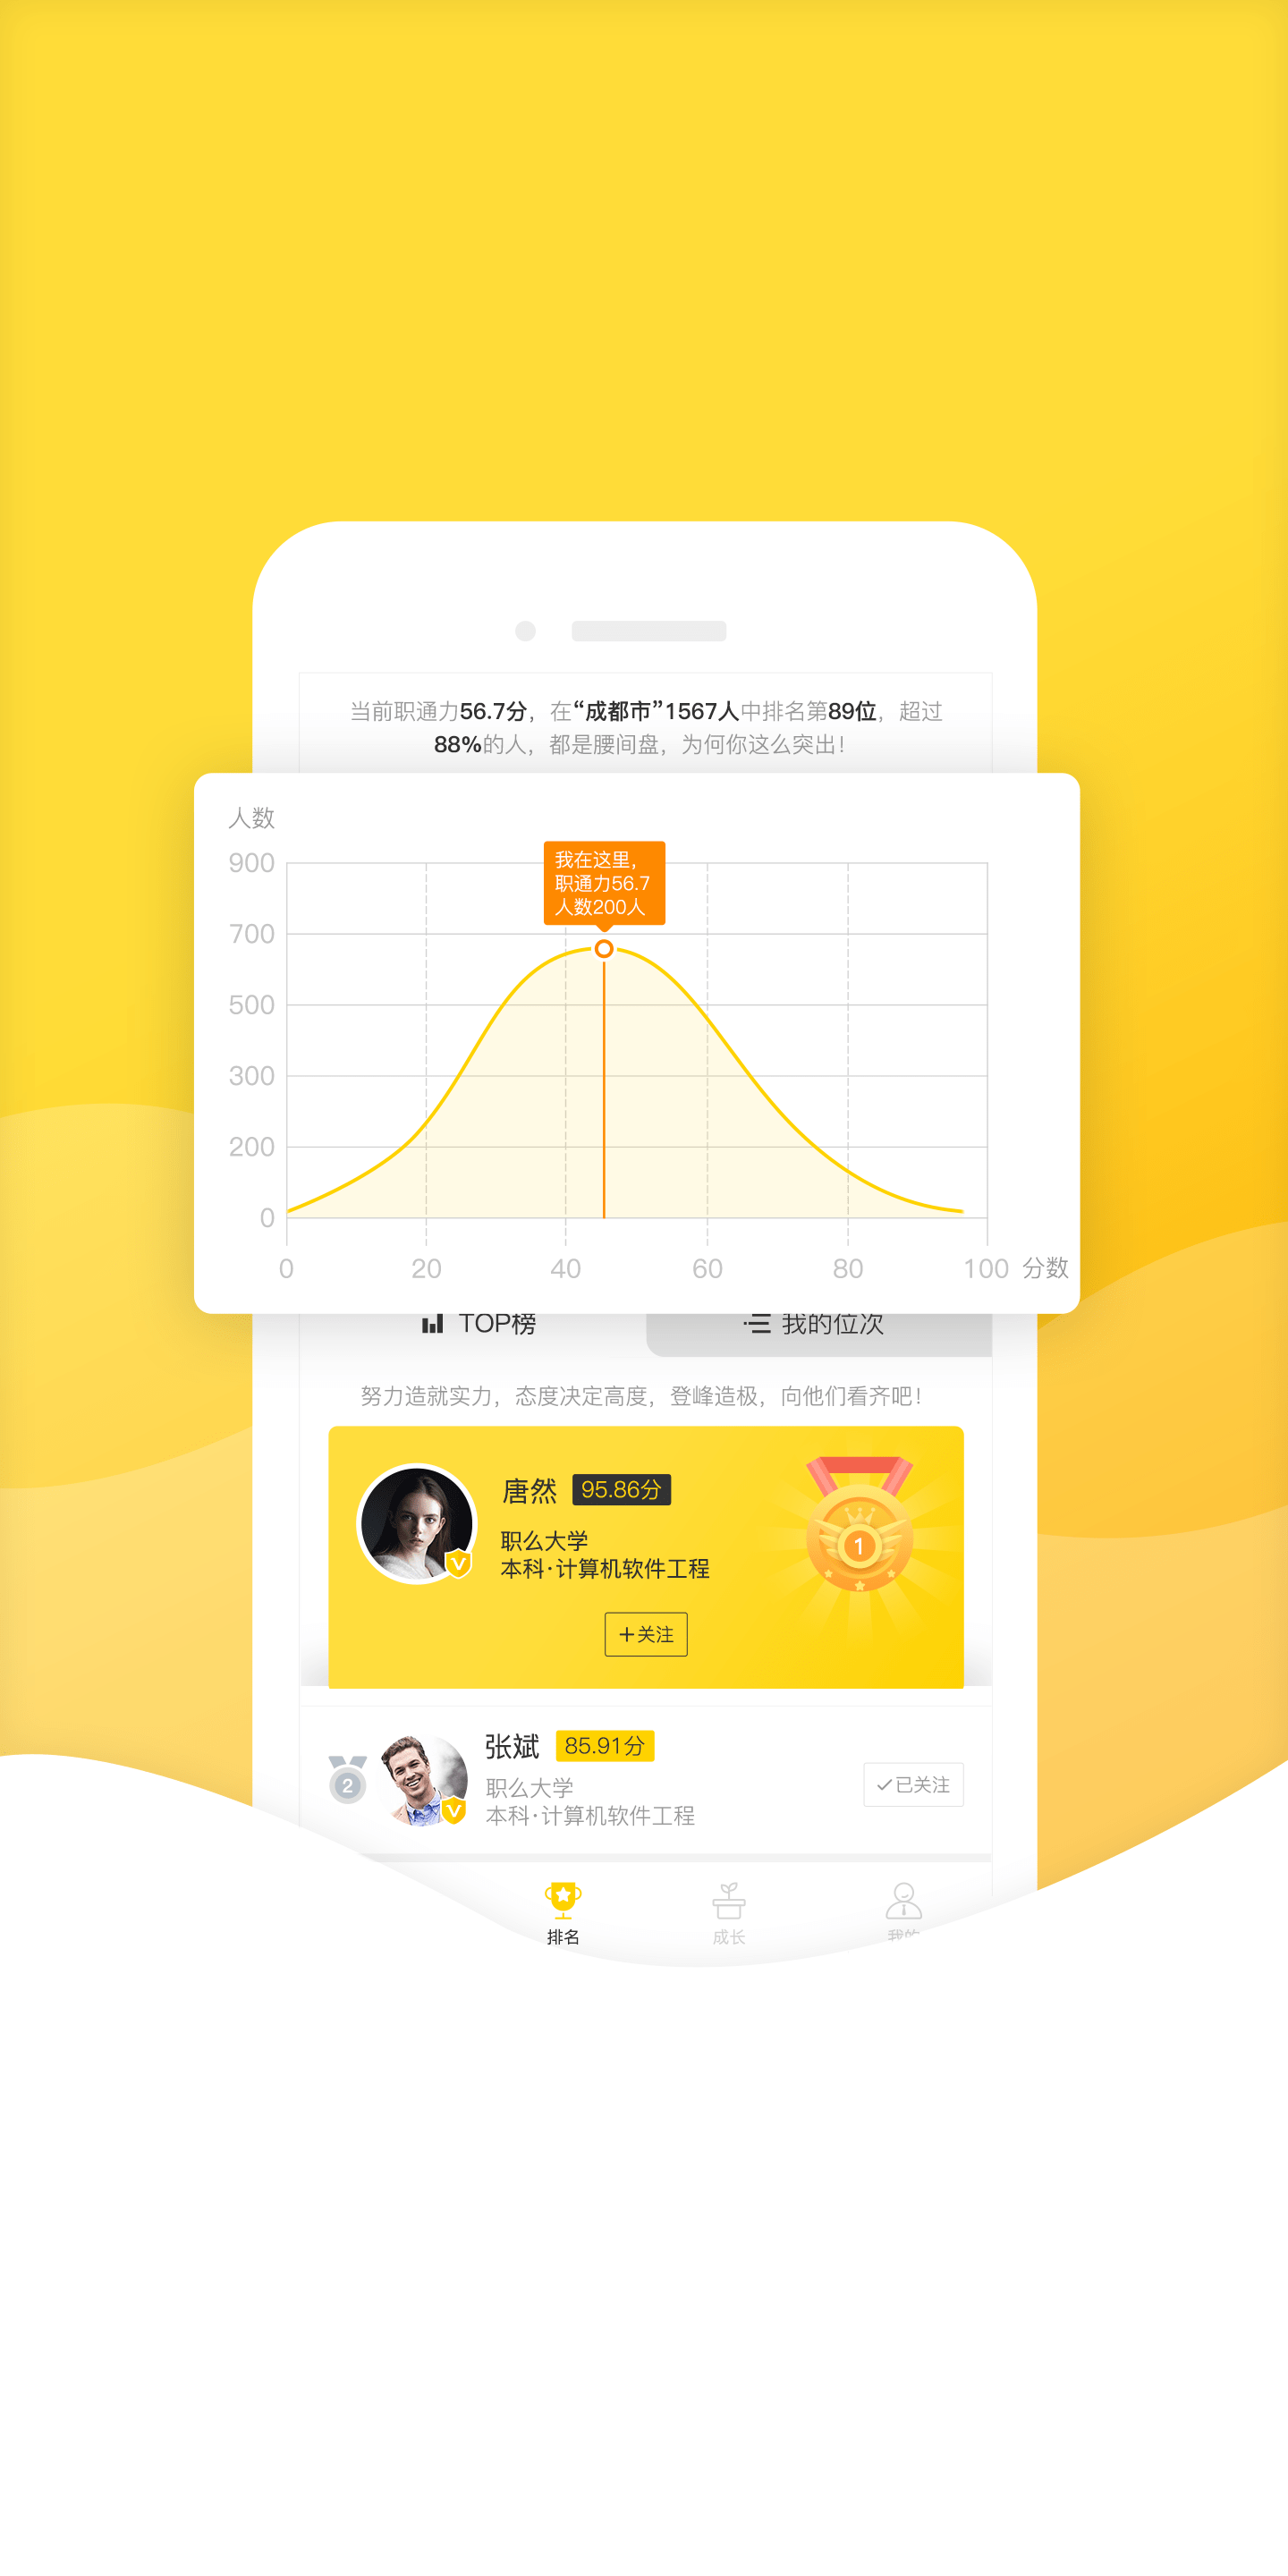 当前职通力56.7分，在“成都市”1567人中排名第89位，超过
88%的人，都是腰间盘，为何你这么突出！
人数
900
700
500
300
200
0
我在这里，
职通力56.7
人数200人
0 20 40 60 80 100 分数
TOP榜 我的位次
努力造就实力，态度决定高度，登峰造极，向他们看齐吧！
唐然 95.86分
职么大学
本科·计算机软件工程
1
+关注
张斌 85.91分
2
职么大学
本科·计算机软件工程
已关注
排名 成长 我的